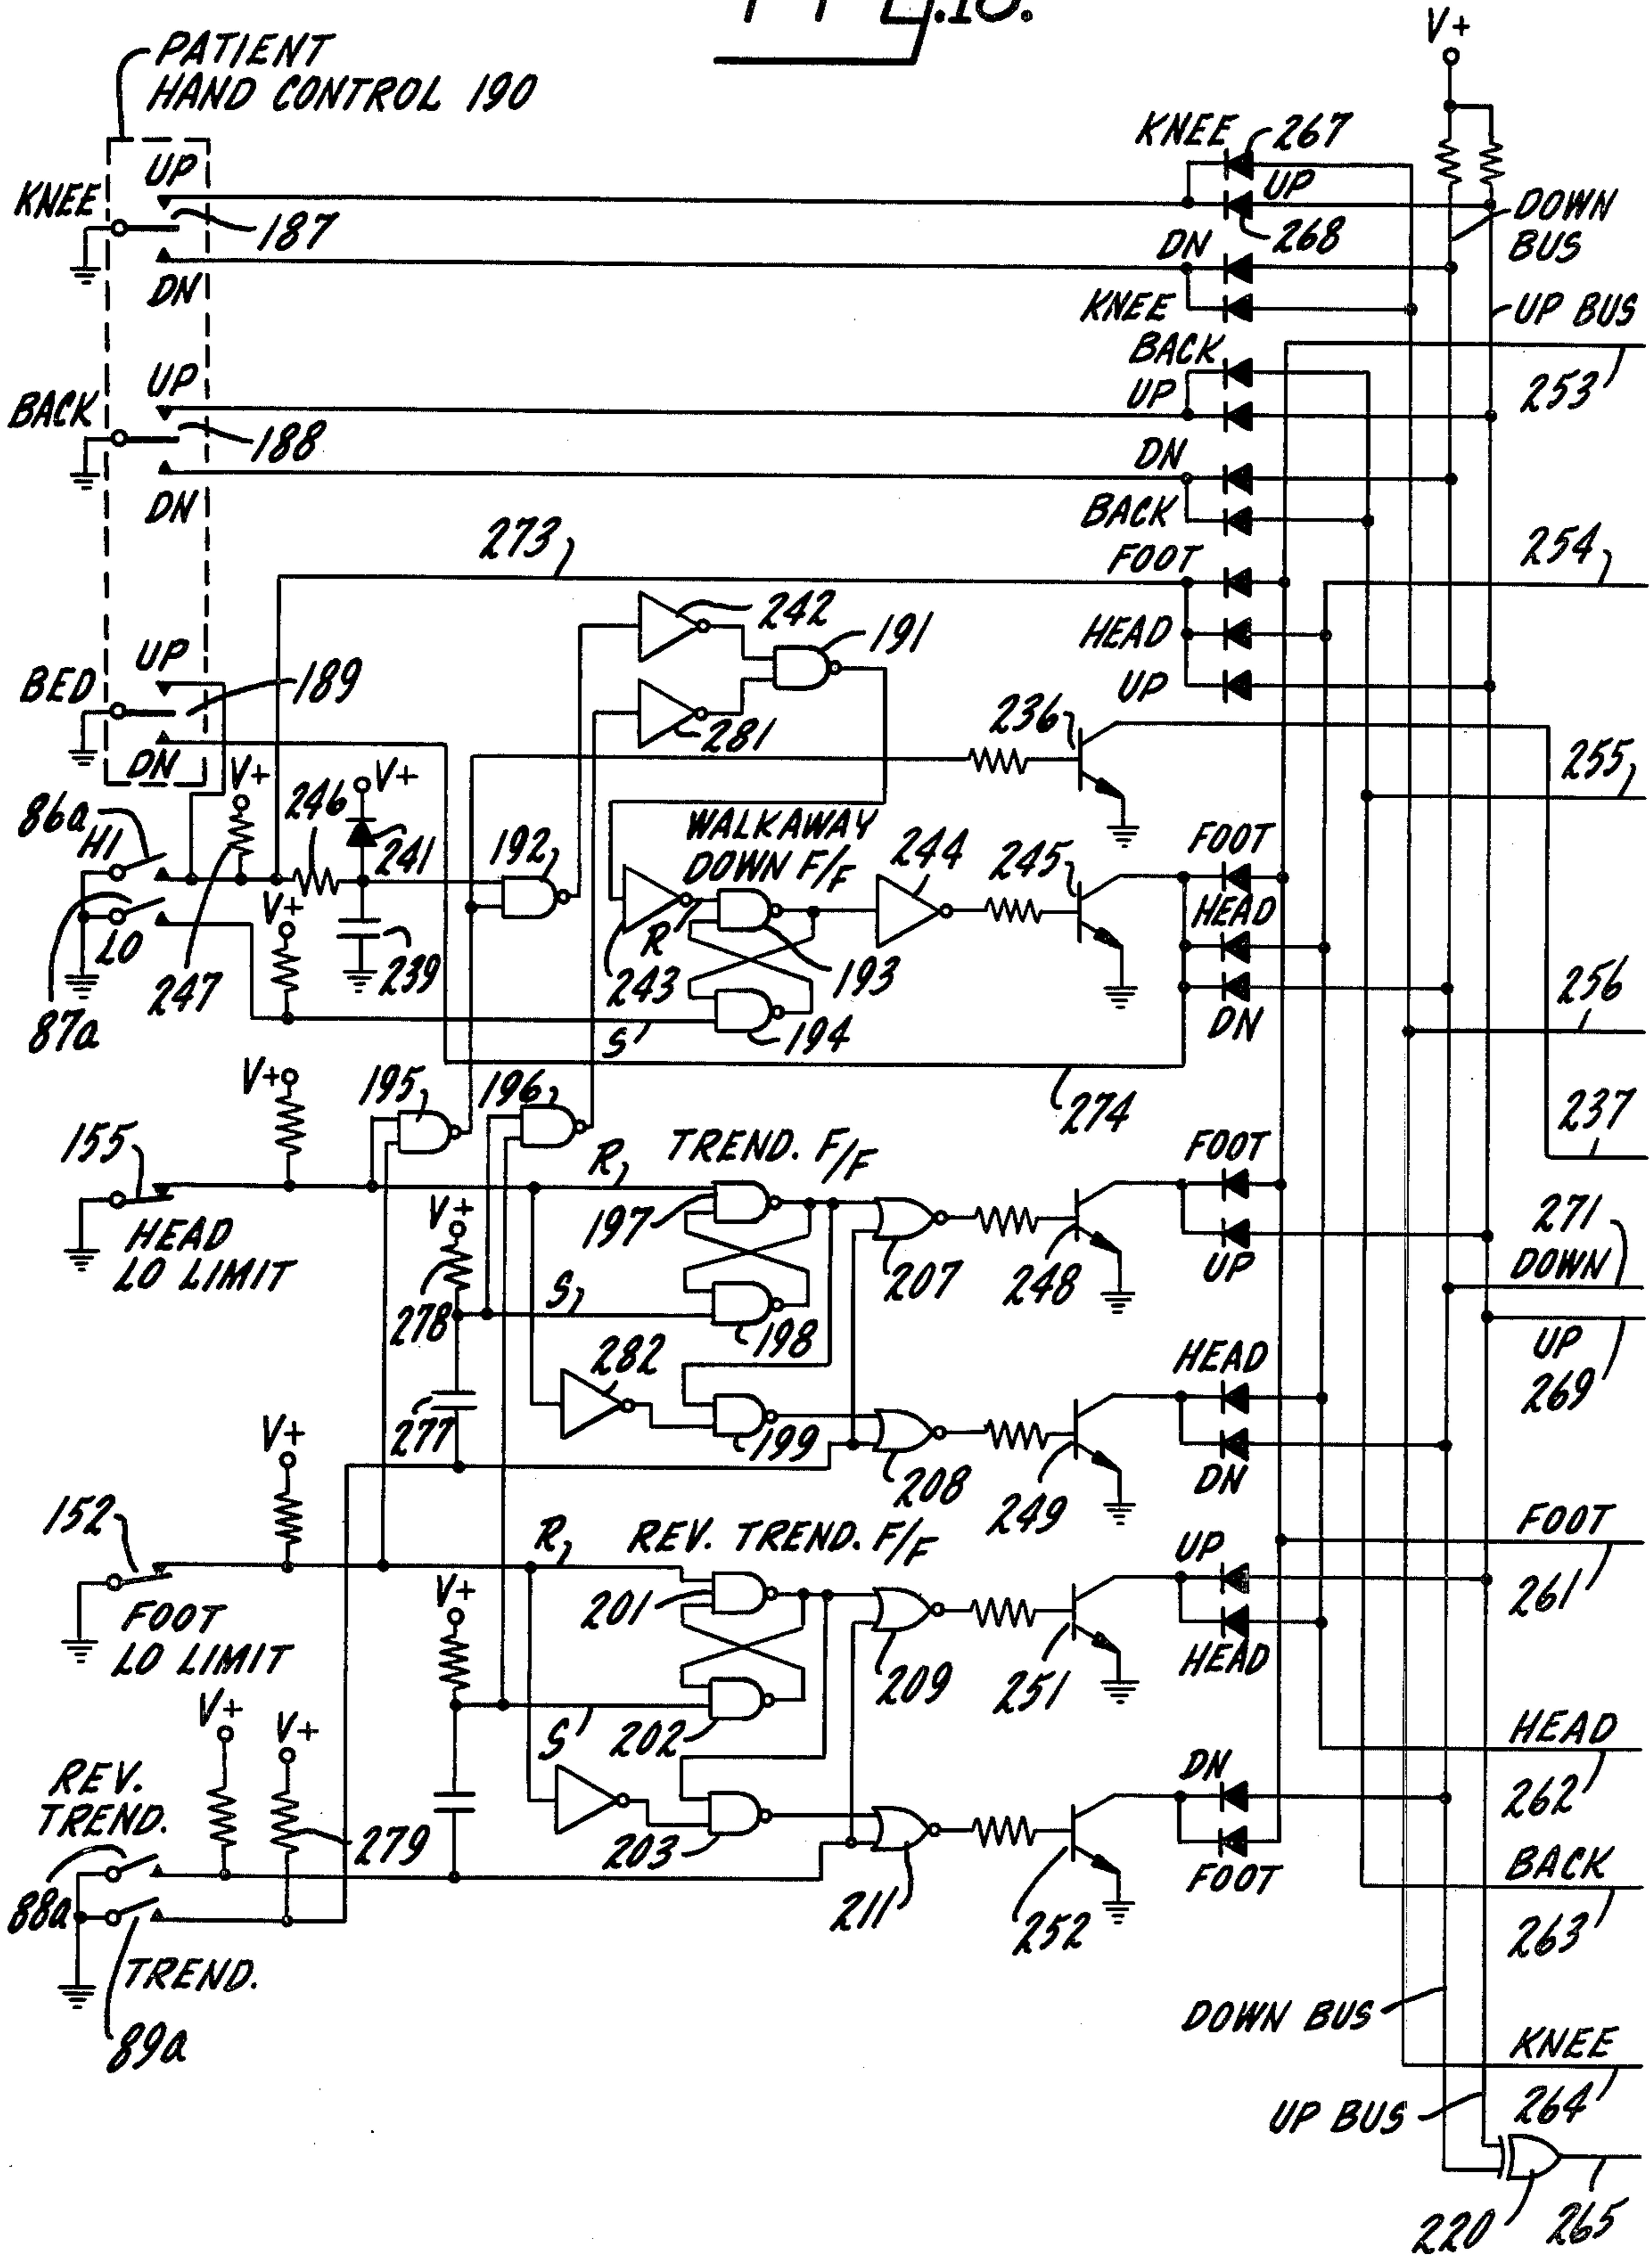 .10.
V+
PATIENT
HAND CONTROL 190
KNEE
UP
187
DN
KNEE
267
UP
268
DN
KNEE
DOWN
BUS
UP BUS
BACK
UP
188
DN
BACK
UP
DN
BACK
253
273
FOOT
HEAD
UP
254
242
191
281
BED
UP
189
DN
236
255
86a
HI
V+
246
V+
241
192
WALKAWAY
DOWN F/F
244
245
FOOT
HEAD
DN
LO
87a
247
V+
239
243
R
193
S
194
256
274
237
V+
195
196
155
HEAD
LO LIMIT
R
TREND. F/F
197
V+
278
S
198
207
248
FOOT
UP
271
DOWN
UP
269
282
277
199
208
249
HEAD
DN
V+
152
FOOT
LO LIMIT
R
REV. TREND. F/F
201
V+
S
202
209
251
UP
HEAD
FOOT
261
HEAD
262
V+
V+
REV.
TREND.
279
88a
203
211
252
DN
FOOT
BACK
263
TREND.
89a
DOWN BUS
KNEE
264
UP BUS
220
265